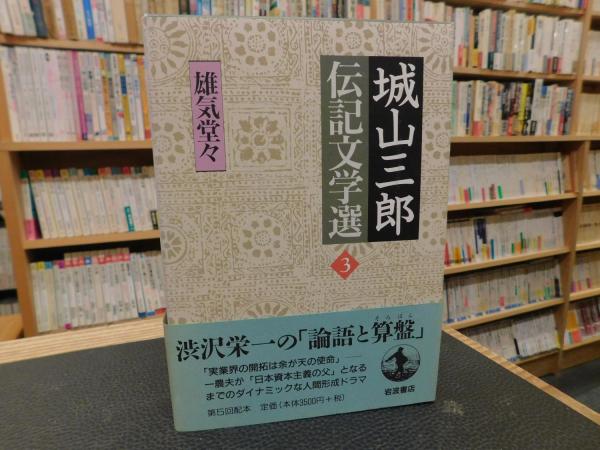 城山三郎
伝記文学選
3
雄気堂々
渋沢栄一の「論語と算盤」
そろばん
「実業界の開拓は余が天の使命」――
一農夫が「日本資本主義の父」となる
までのダイナミックな人間形成ドラマ
第5回配本 定価(本体3500円+税)
岩波書店